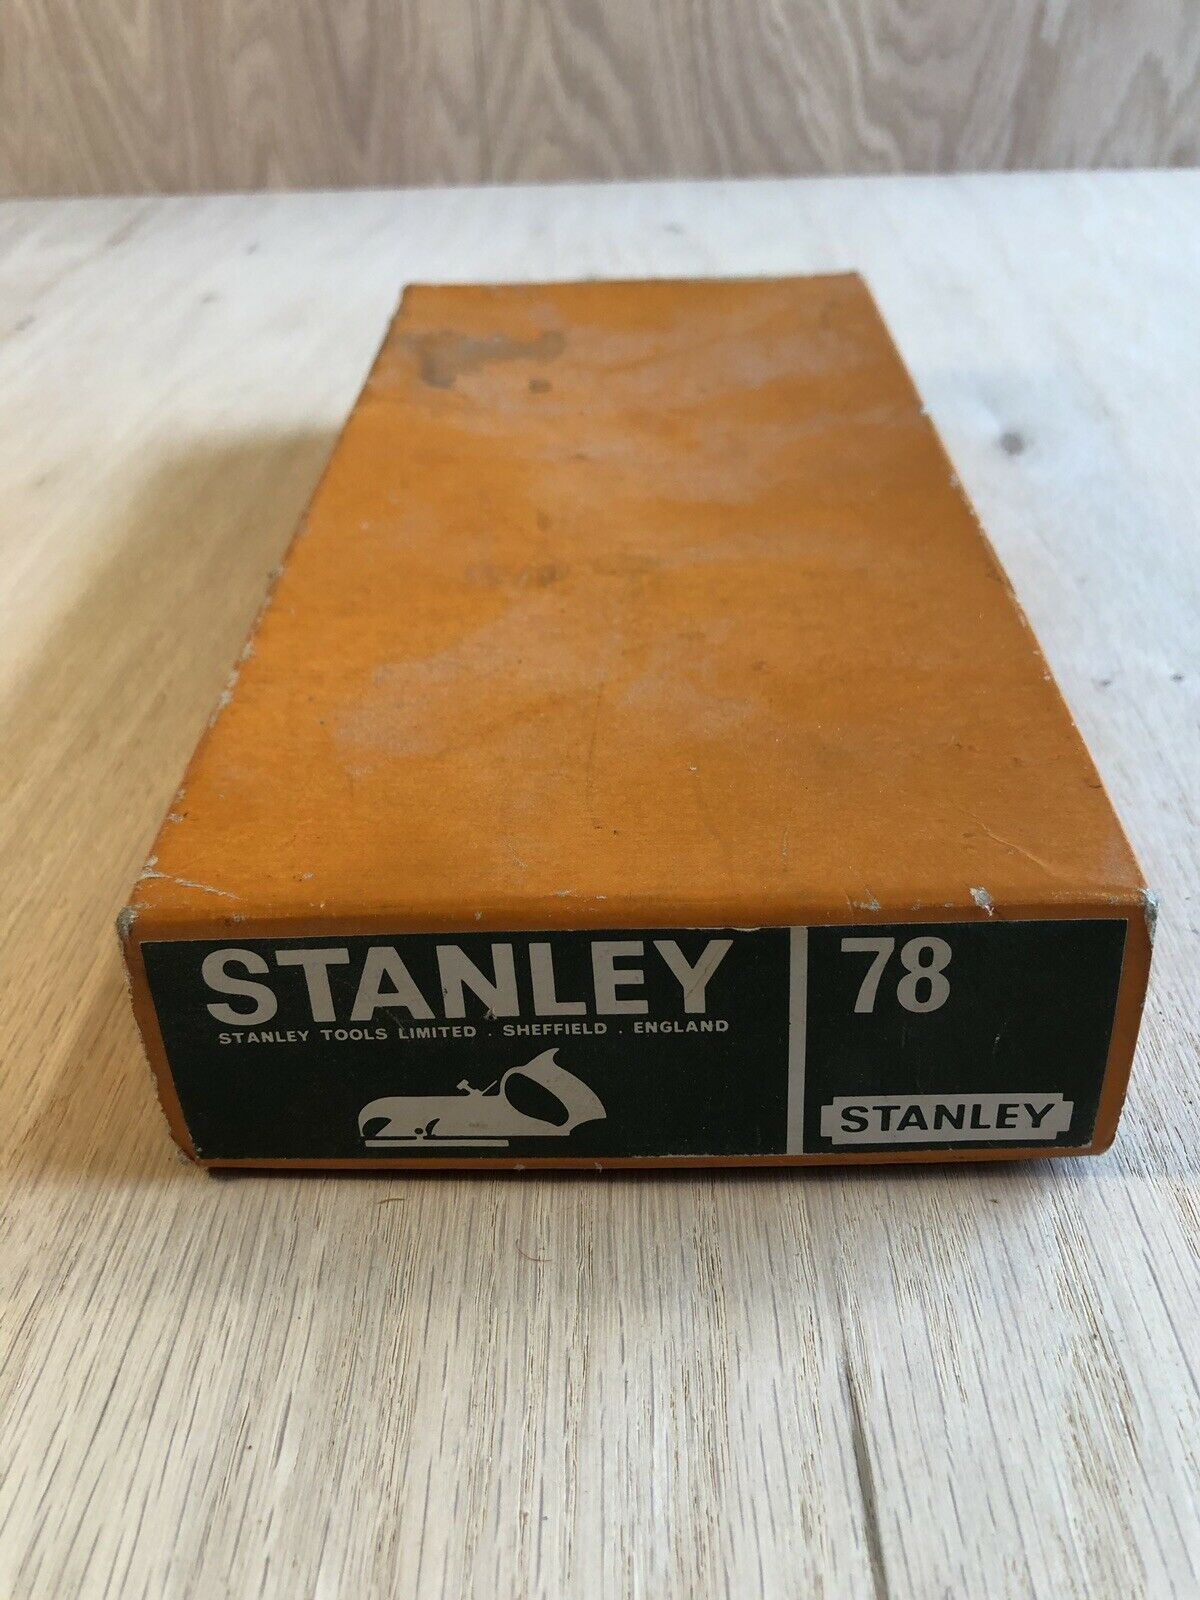 STANLEY
STANLEY TOOLS LIMITED . SHEFFIELD . ENGLAND
78
STANLEY